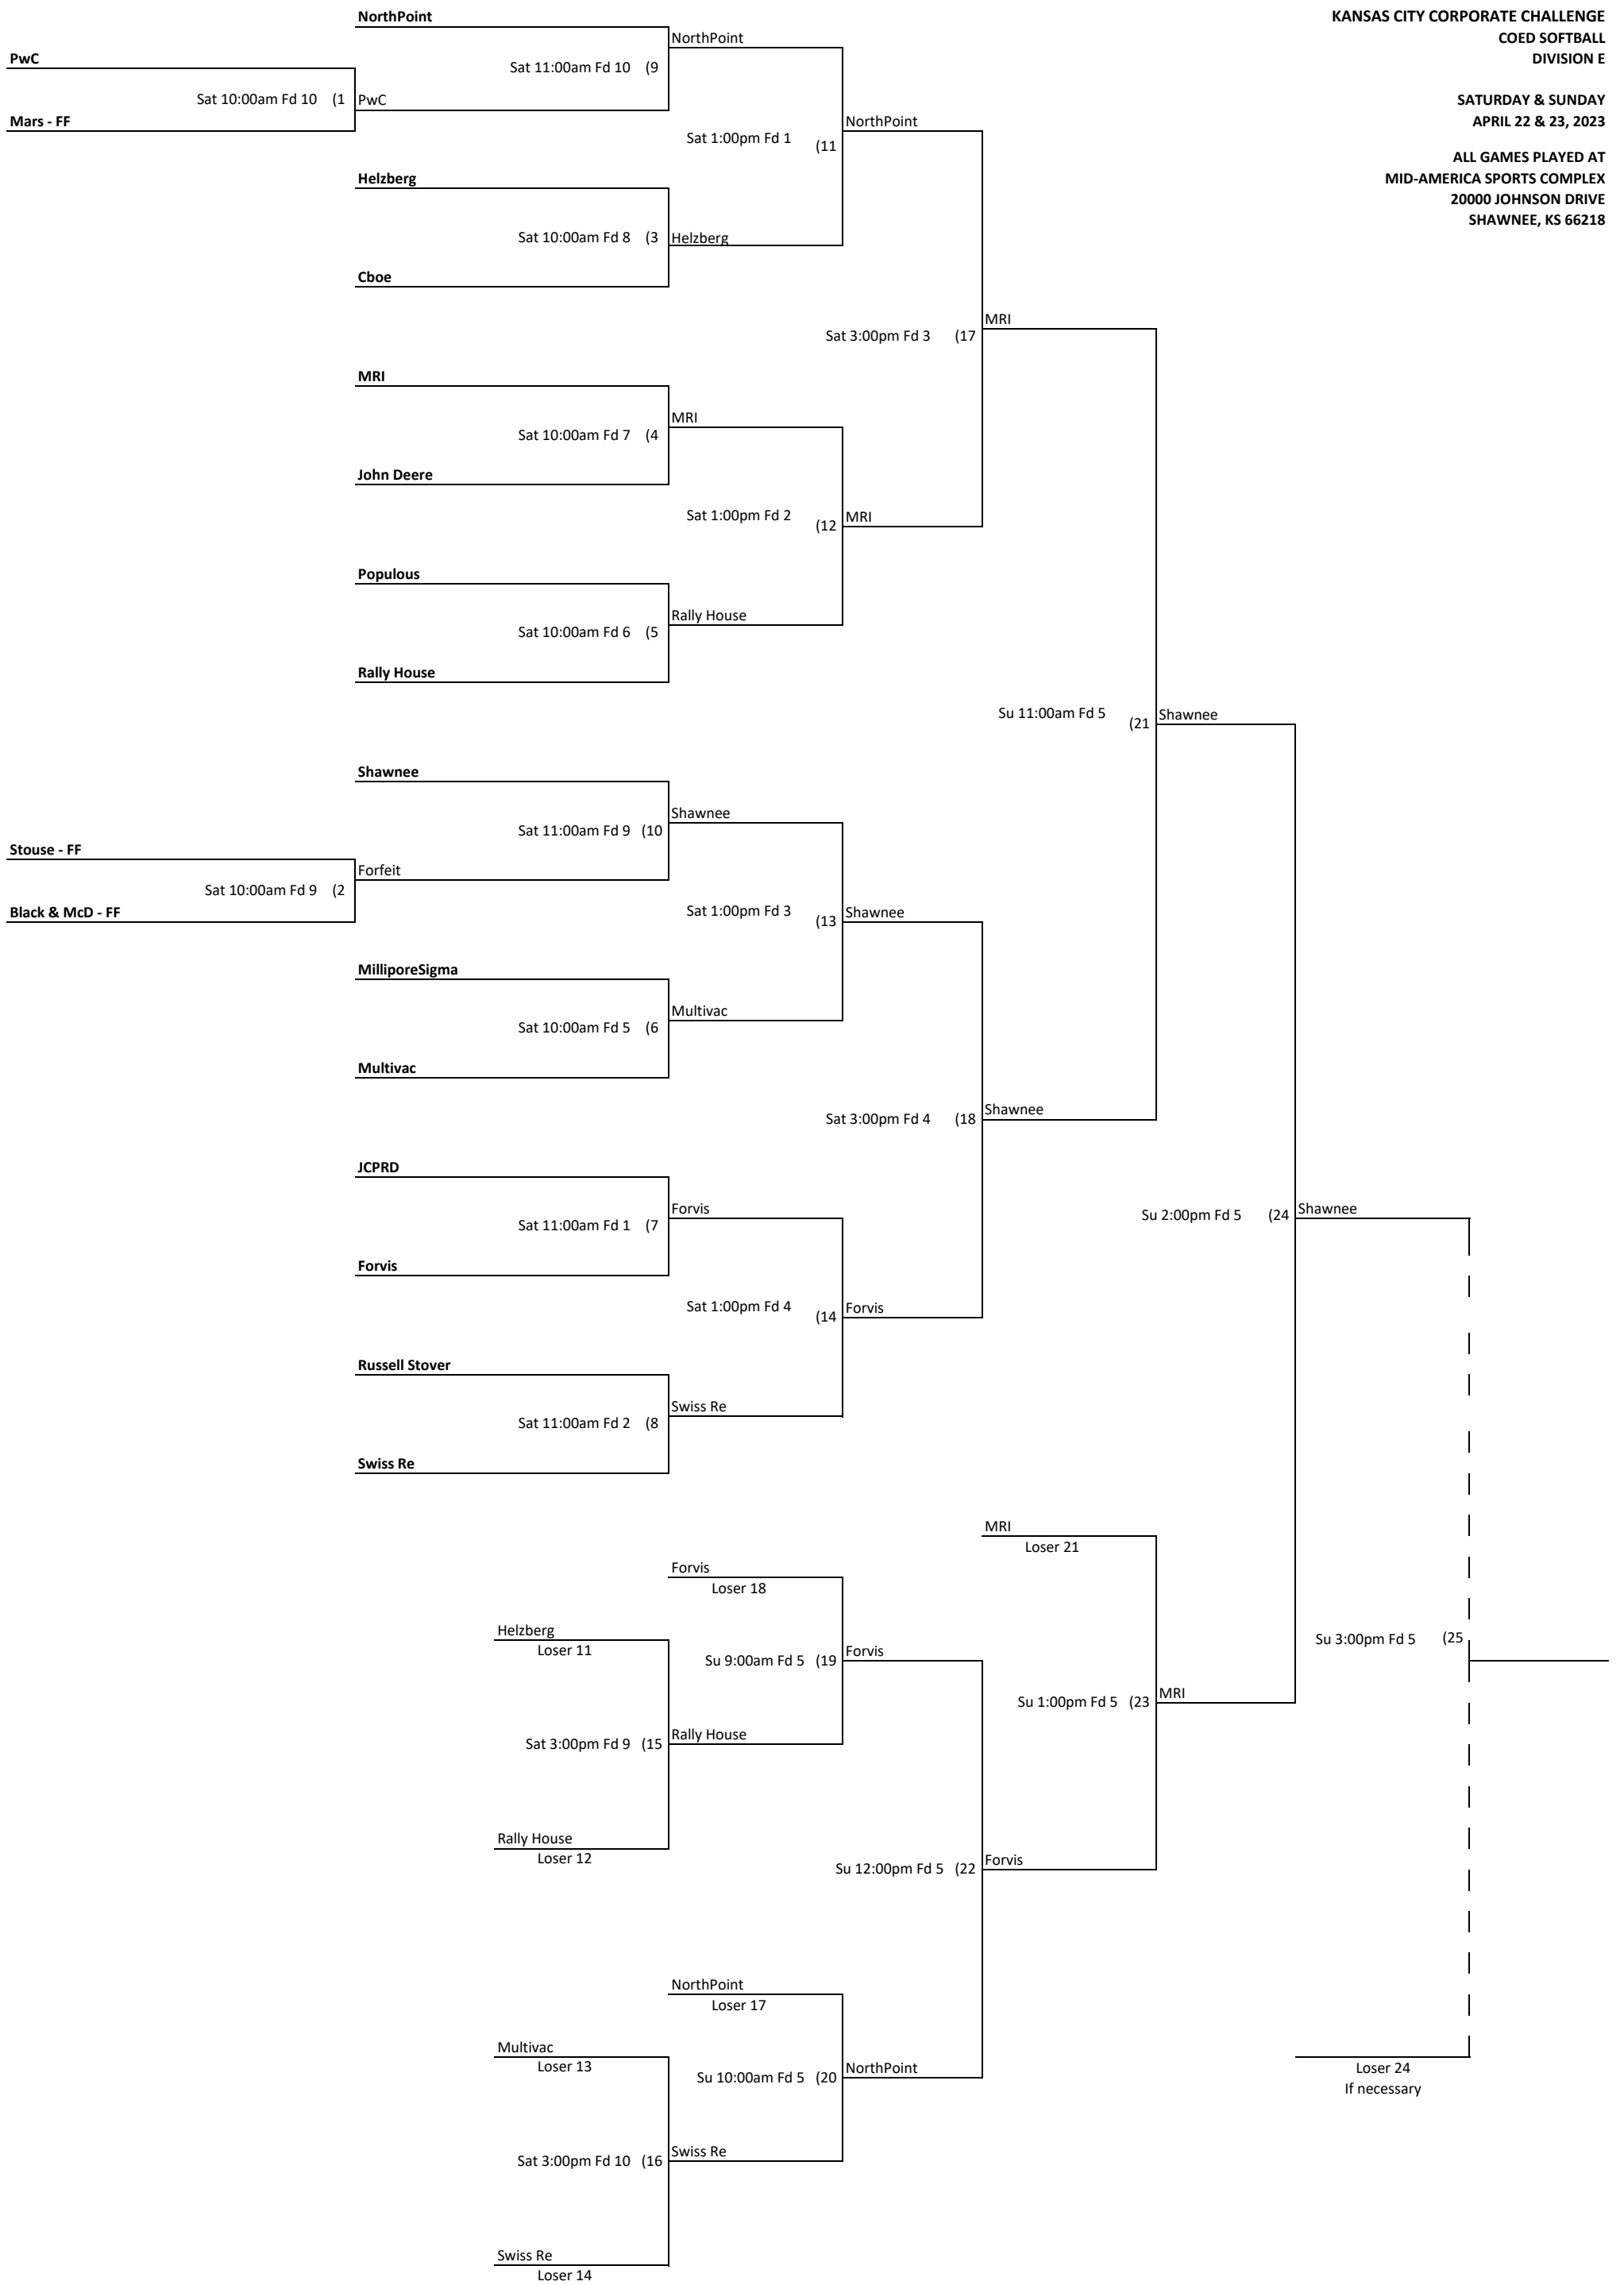 KANSAS CITY CORPORATE CHALLENGE
COED SOFTBALL
DIVISION E
SATURDAY & SUNDAY
APRIL 22 & 23, 2023
ALL GAMES PLAYED AT
MID-AMERICA SPORTS COMPLEX
20000 JOHNSON DRIVE
SHAWNEE, KS 66218
NorthPoint
NorthPoint
PwC
Sat 11:00am Fd 10 (9
Sat 10:00am Fd 10 (1
PwC
Mars - FF
NorthPoint
Sat 1:00pm Fd 1 (11
Helzberg
Sat 10:00am Fd 8 (3
Helzberg
Cboe
MRI
Sat 3:00pm Fd 3 (17
MRI
MRI
Sat 10:00am Fd 7 (4
John Deere
Sat 1:00pm Fd 2 (12
MRI
Populous
Rally House
Sat 10:00am Fd 6 (5
Rally House
Su 11:00am Fd 5 (21
Shawnee
Shawnee
Shawnee
Sat 11:00am Fd 9 (10
Stouse - FF
Forfeit
Sat 10:00am Fd 9 (2
Black & McD - FF
Sat 1:00pm Fd 3 (13
Shawnee
MilliporeSigma
Multivac
Sat 10:00am Fd 5 (6
Multivac
Shawnee
Sat 3:00pm Fd 4 (18
JCPRD
Forvis
Sat 11:00am Fd 1 (7
Su 2:00pm Fd 5 (24
Shawnee
Forvis
Sat 1:00pm Fd 4 (14
Forvis
Russell Stover
Swiss Re
Sat 11:00am Fd 2 (8
Swiss Re
MRI
Loser 21
Forvis
Loser 18
Helzberg
Loser 11
Su 3:00pm Fd 5 (25
Su 9:00am Fd 5 (19
Forvis
Su 1:00pm Fd 5 (23
MRI
Rally House
Sat 3:00pm Fd 9 (15
Rally House
Loser 12
Su 12:00pm Fd 5 (22
Forvis
NorthPoint
Loser 17
Multivac
Loser 13
Su 10:00am Fd 5 (20
NorthPoint
Loser 24
If necessary
Swiss Re
Sat 3:00pm Fd 10 (16
Swiss Re
Loser 14